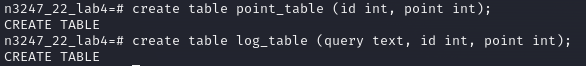 n3247_22_lab4=# create table point_table (id int, point int);
CREATE TABLE
n3247_22_lab4=# create table log_table (query text, id int, point int);
CREATE TABLE